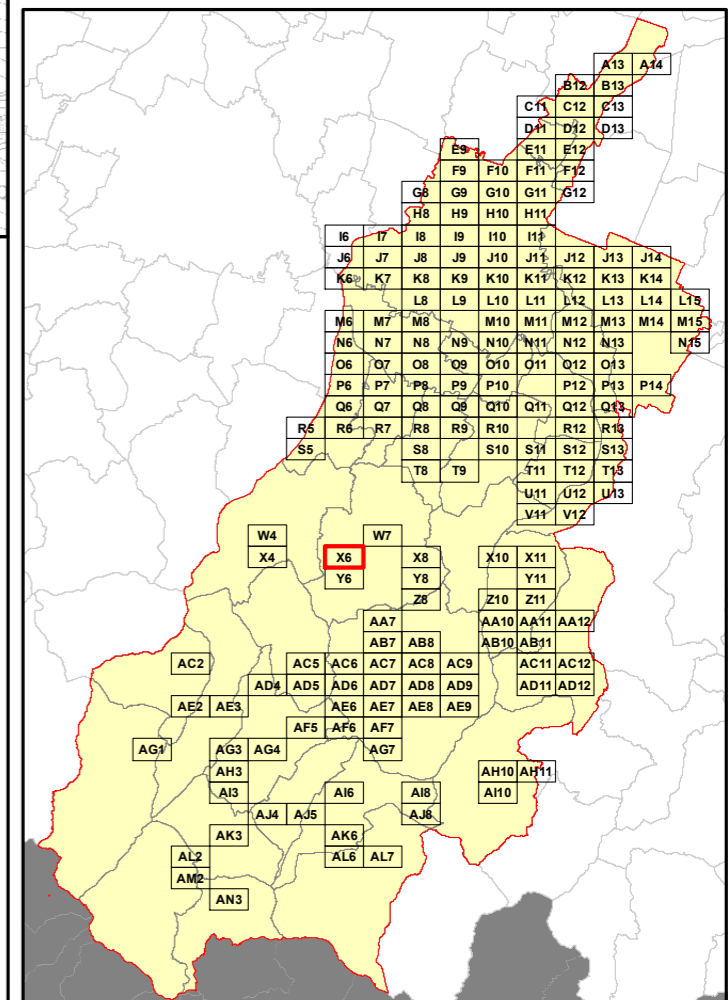 A13 A14
B12 B13
C11 C12 C13
D11 D12 D13
E9 E11 E12
F9 F10 F11 F12
G8 G9 G10 G11 G12
H8 H9 H10 H11
I6 I7 I8 I9 I10 I11
J6 J7 J8 J9 J10 J11 J12 J13 J14
K6 K7 K8 K9 K10 K11 K12 K13 K14
L8 L9 L10 L11 L12 L13 L14 L15
M6 M7 M8 M10 M11 M12 M13 M14 M15
N6 N7 N8 N9 N10 N11 N12 N13 N15
O6 O7 O8 O9 O10 O11 O12 O13
P6 P7 P8 P9 P10 P12 P13 P14
Q6 Q7 Q8 Q9 Q10 Q11 Q12 Q13
R5 R6 R7 R8 R9 R10 R12 R13
S5 S8 S10 S11 S12 S13
T8 T9 T11 T12 T13
U11 U12 U13
V11 V12
W4 W7
X4 X6 X8 X10 X11
Y6 Y8 Y11
Z8 Z10 Z11
AA7 AA10 AA11 AA12
AB7 AB8 AB10 AB11
AC2 AC5 AC6 AC7 AC8 AC9 AC11 AC12
AD4 AD5 AD6 AD7 AD8 AD9 AD11 AD12
AE2 AE3 AE6 AE7 AE8 AE9
AF5 AF6 AF7
AG1 AG3 AG4 AG7
AH3 AH10 AH11
AI3 AI6 AI8 AI10
AJ4 AJ5 AJ8
AK3 AK6
AL2 AL6 AL7
AM2
AN3